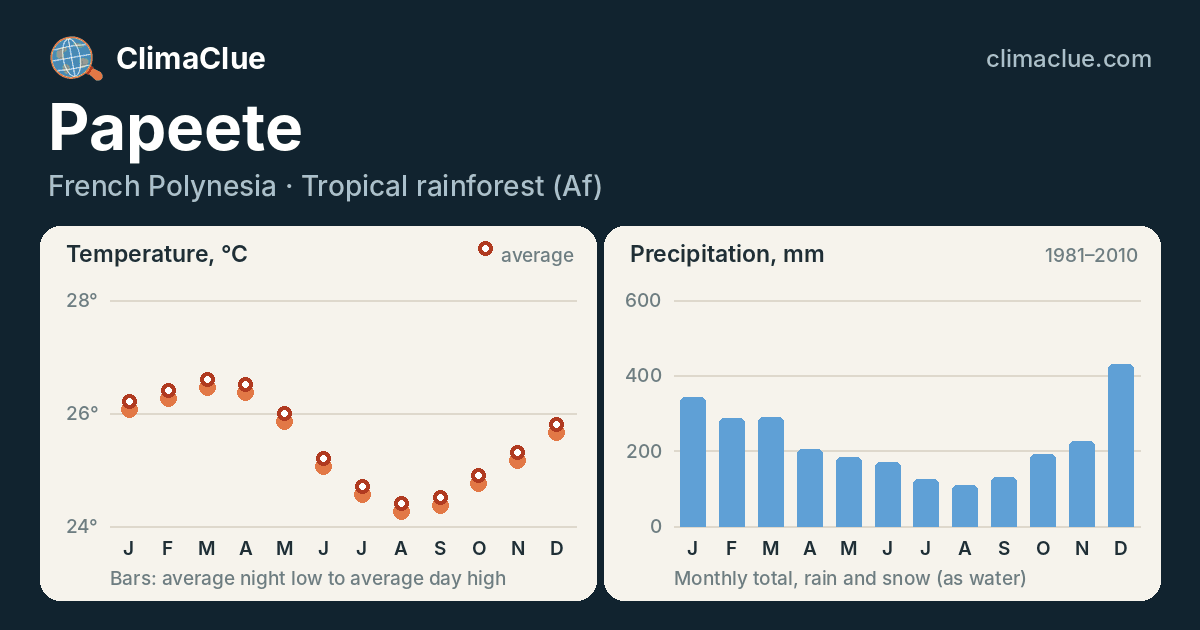 ClimaClue
climaclue.com
Papeete
French Polynesia · Tropical rainforest (Af)
Temperature, °C
average
28°
26°
24°
J F M A M J J A S O N D
Bars: average night low to average day high
Precipitation, mm
1981–2010
600
400
200
0
J F M A M J J A S O N D
Monthly total, rain and snow (as water)